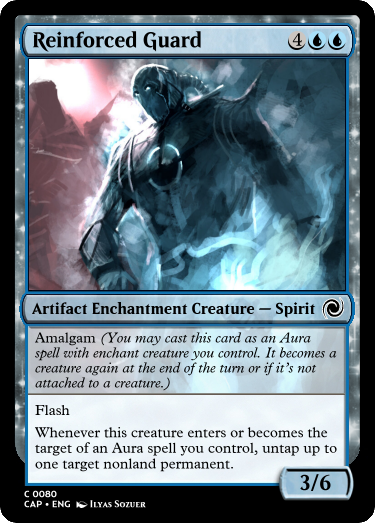 Reinforced Guard 4
Artifact Enchantment Creature — Spirit
Amalgam (You may cast this card as an Aura
spell with enchant creature you control. It becomes a
creature again at the end of the turn or if it's not
attached to a creature.)
Flash
Whenever this creature enters or becomes the
target of an Aura spell you control, untap up to
one target nonland permanent.
3/6
C 0080
CAP • ENG Ilyas Sozuer